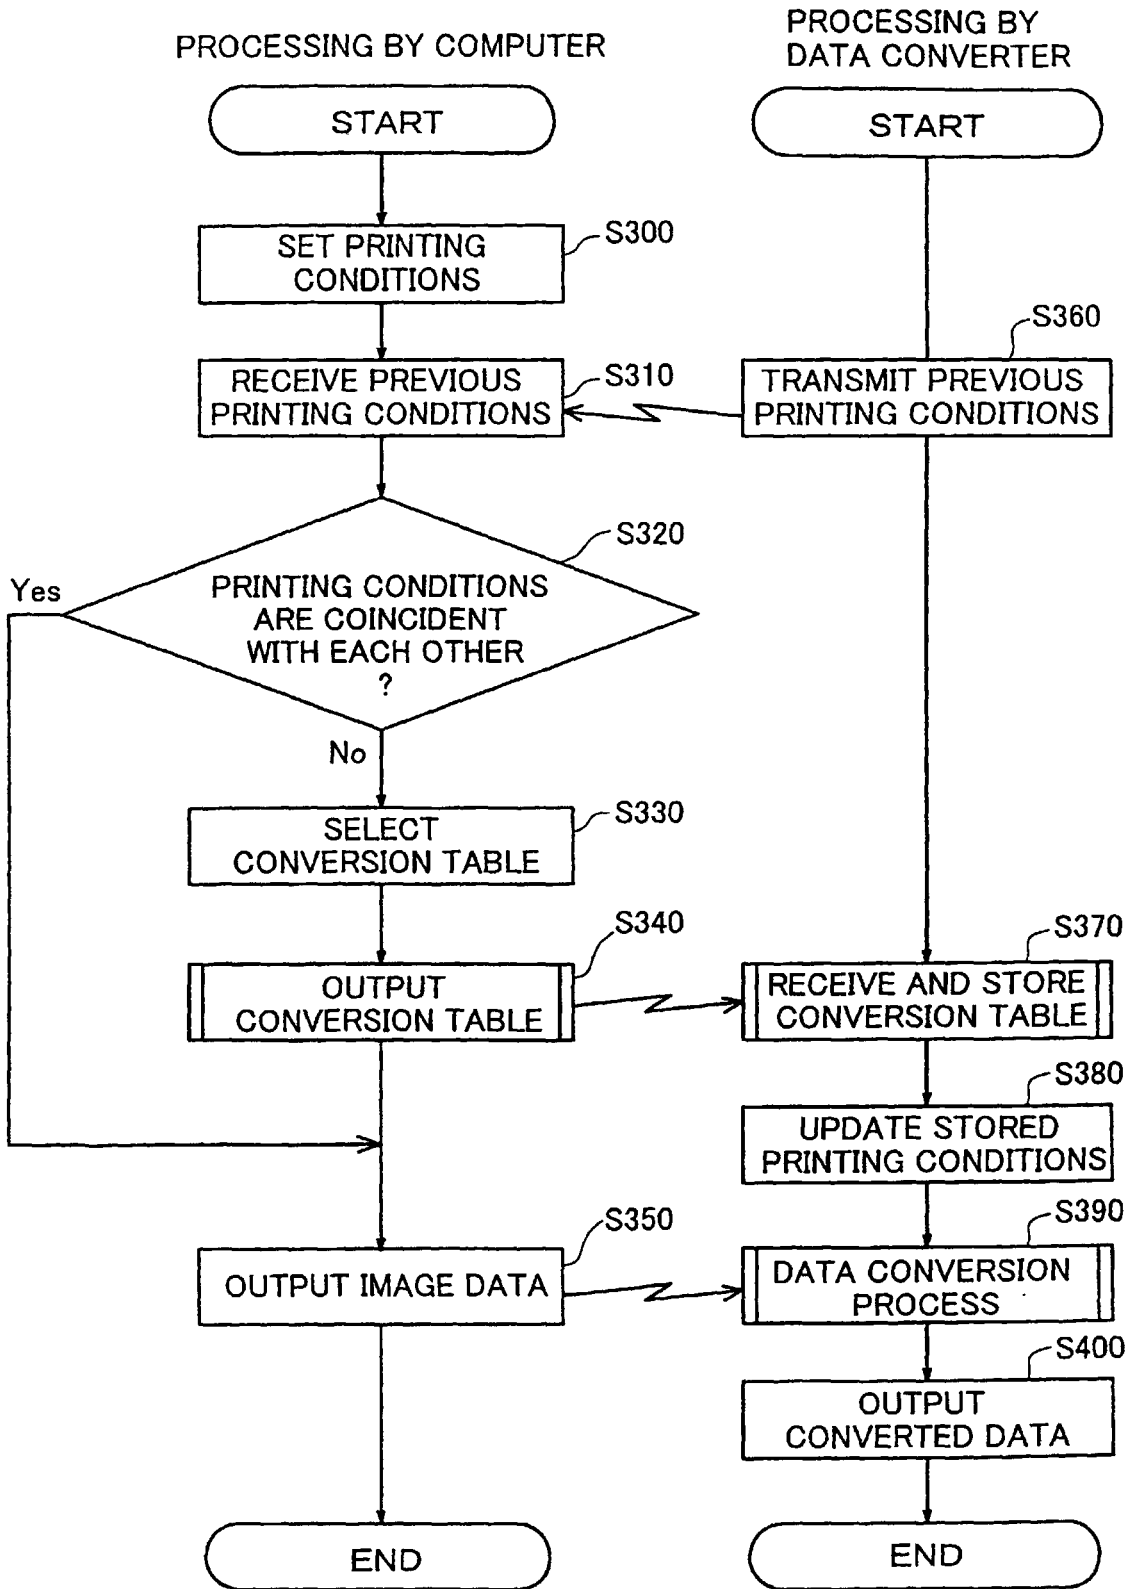 PROCESSING BY COMPUTER
START
SET PRINTING
CONDITIONS
S300
RECEIVE PREVIOUS
PRINTING CONDITIONS
S310
PRINTING CONDITIONS
ARE COINCIDENT
WITH EACH OTHER
?
S320
Yes
No
SELECT
CONVERSION TABLE
S330
OUTPUT
CONVERSION TABLE
S340
OUTPUT IMAGE DATA
S350
END
PROCESSING BY
DATA CONVERTER
START
S360
TRANSMIT PREVIOUS
PRINTING CONDITIONS
S370
RECEIVE AND STORE
CONVERSION TABLE
S380
UPDATE STORED
PRINTING CONDITIONS
S390
DATA CONVERSION
PROCESS
S400
OUTPUT
CONVERTED DATA
END